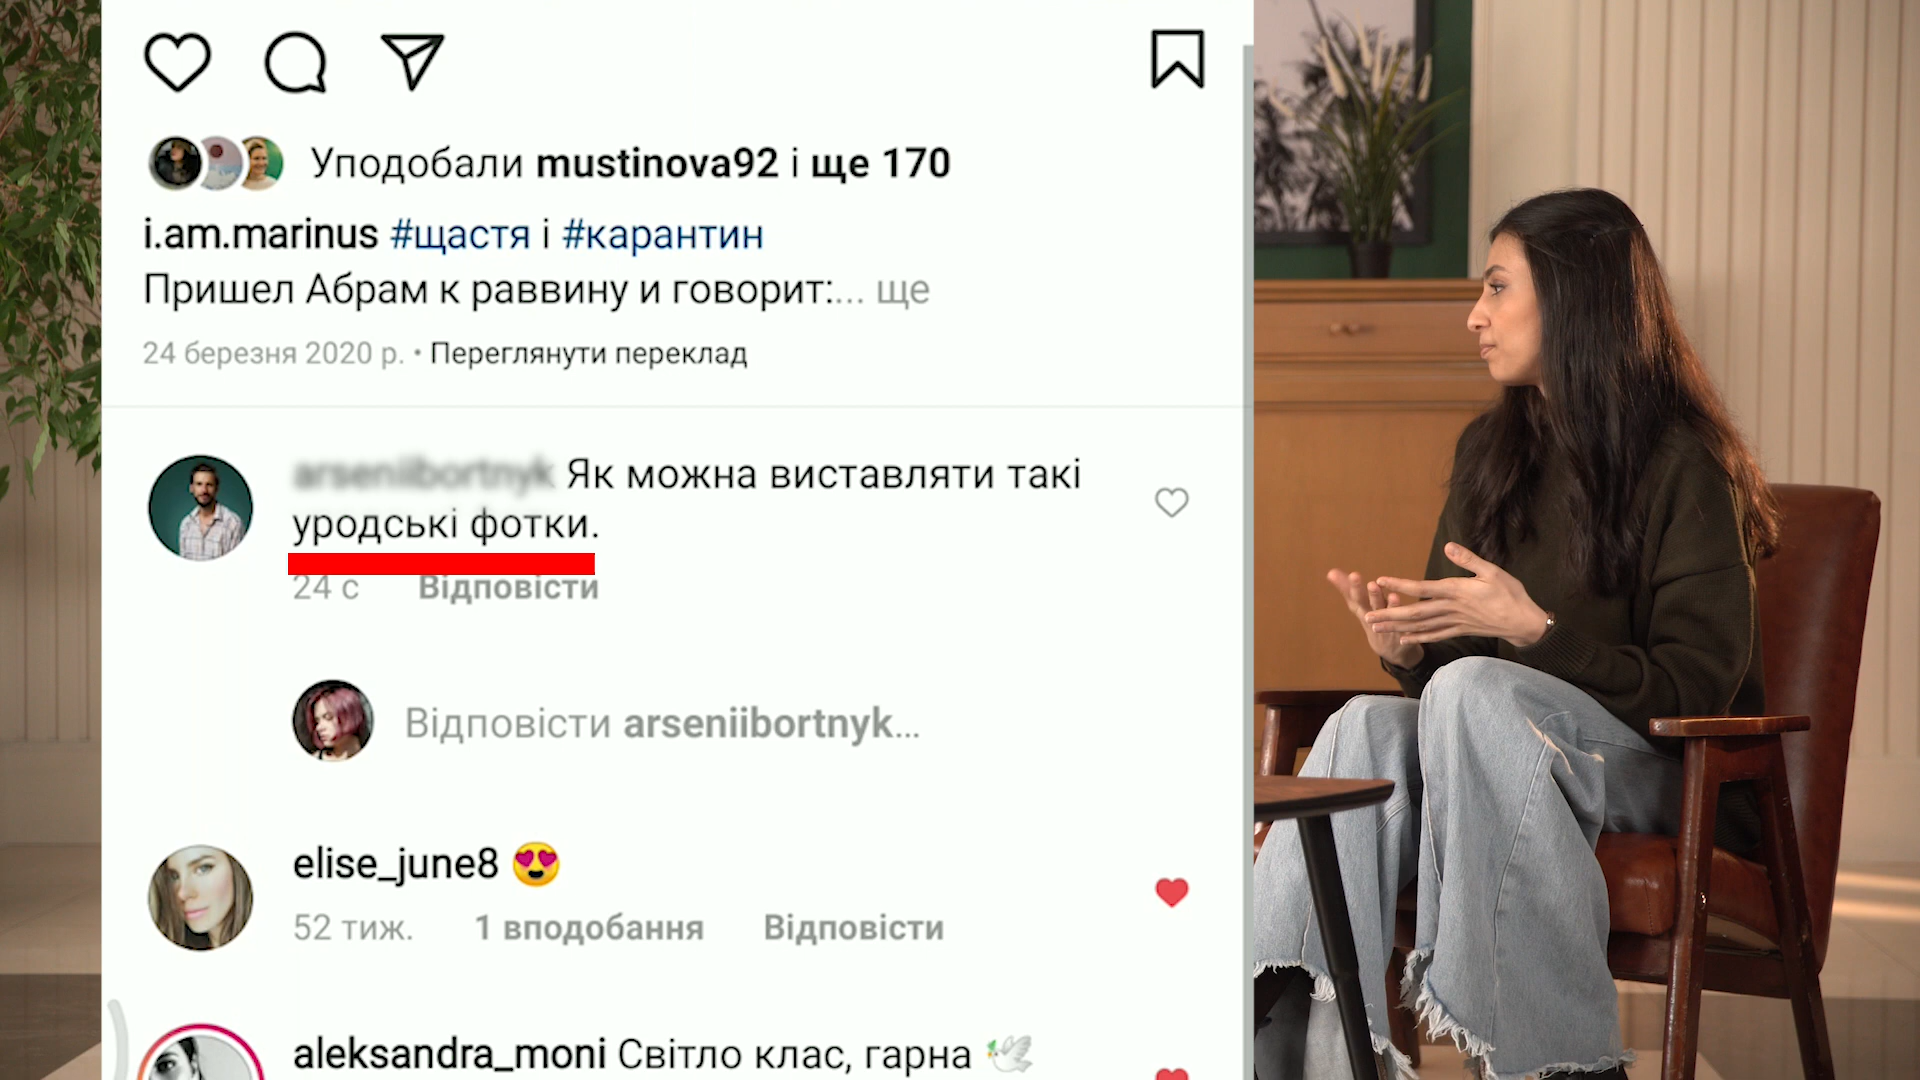 Уподобали mustinova92 і ще 170
i.am.marinus #щастя і #карантин
Пришел Абрам к раввину и говорит:... ще
24 березня 2020 р. • Переглянути переклад
arseniibortnyk Як можна виставляти такі
уродські фотки.
24 с Відповісти
Відповісти arseniibortnyk...
elise_june8 😍
52 тиж. 1 вподобання Відповісти
aleksandra_moni Світло клас, гарна 🕊